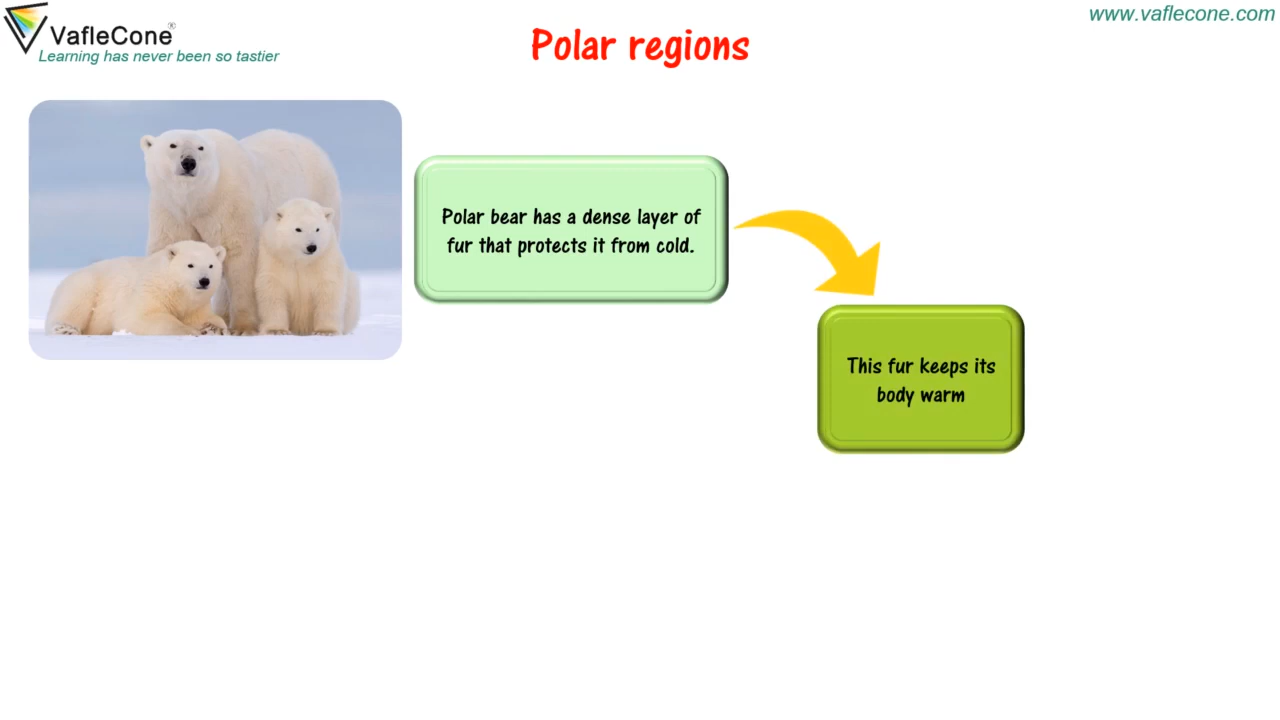 VafleCone®
Learning has never been so tastier
www.vaflecone.com
Polar regions
Polar bear has a dense layer of
fur that protects it from cold.
This fur keeps its
body warm